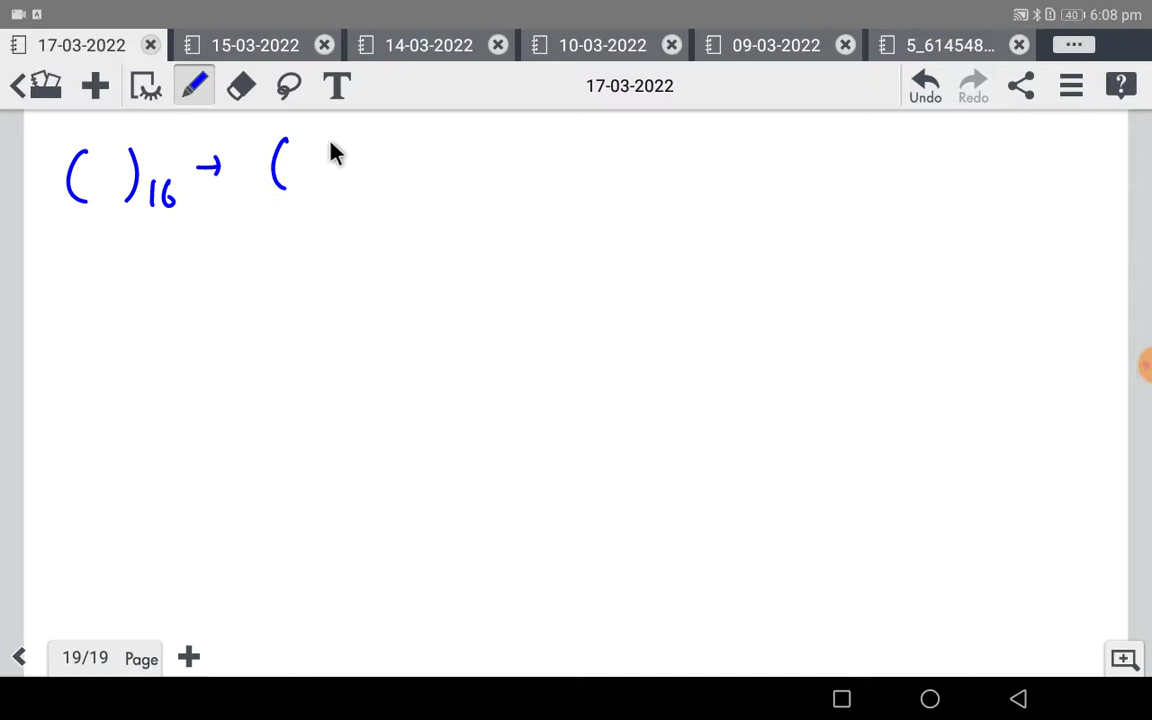 A 40 6:08 pm
17-03-2022 15-03-2022 14-03-2022 10-03-2022 09-03-2022 5_614548... ...
T 17-03-2022 Undo Redo ?
( )16 → (
19/19 Page